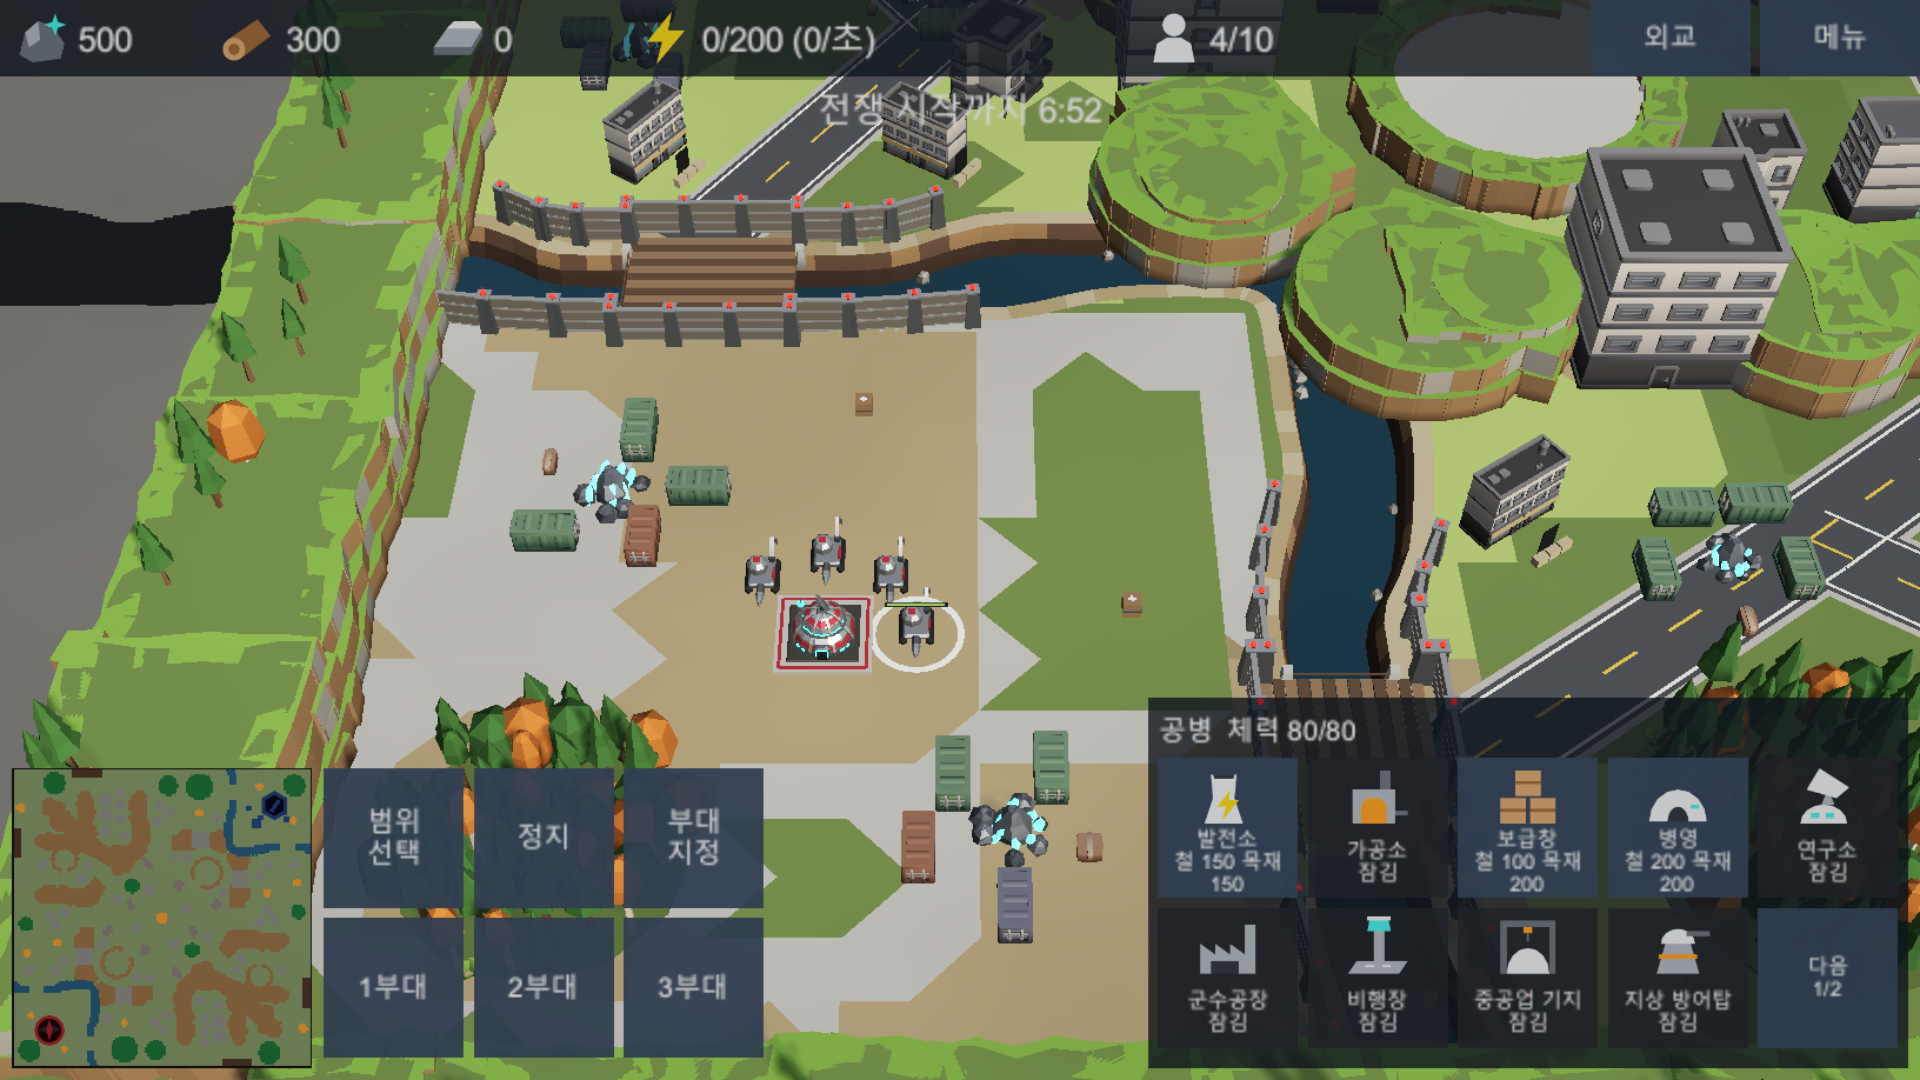 500
300
0
0/200 (0/초)
4/10
외교
메뉴
전쟁 시작까지 6:52
공병 체력 80/80
발전소
철 150 목재
150
가공소
잠김
보급창
철 100 목재
200
병영
철 200 목재
200
연구소
잠김
범위
선택
정지
부대
지정
1부대
2부대
3부대
군수공장
잠김
비행장
잠김
중공업 기지
잠김
지상 방어탑
잠김
다음
1/2